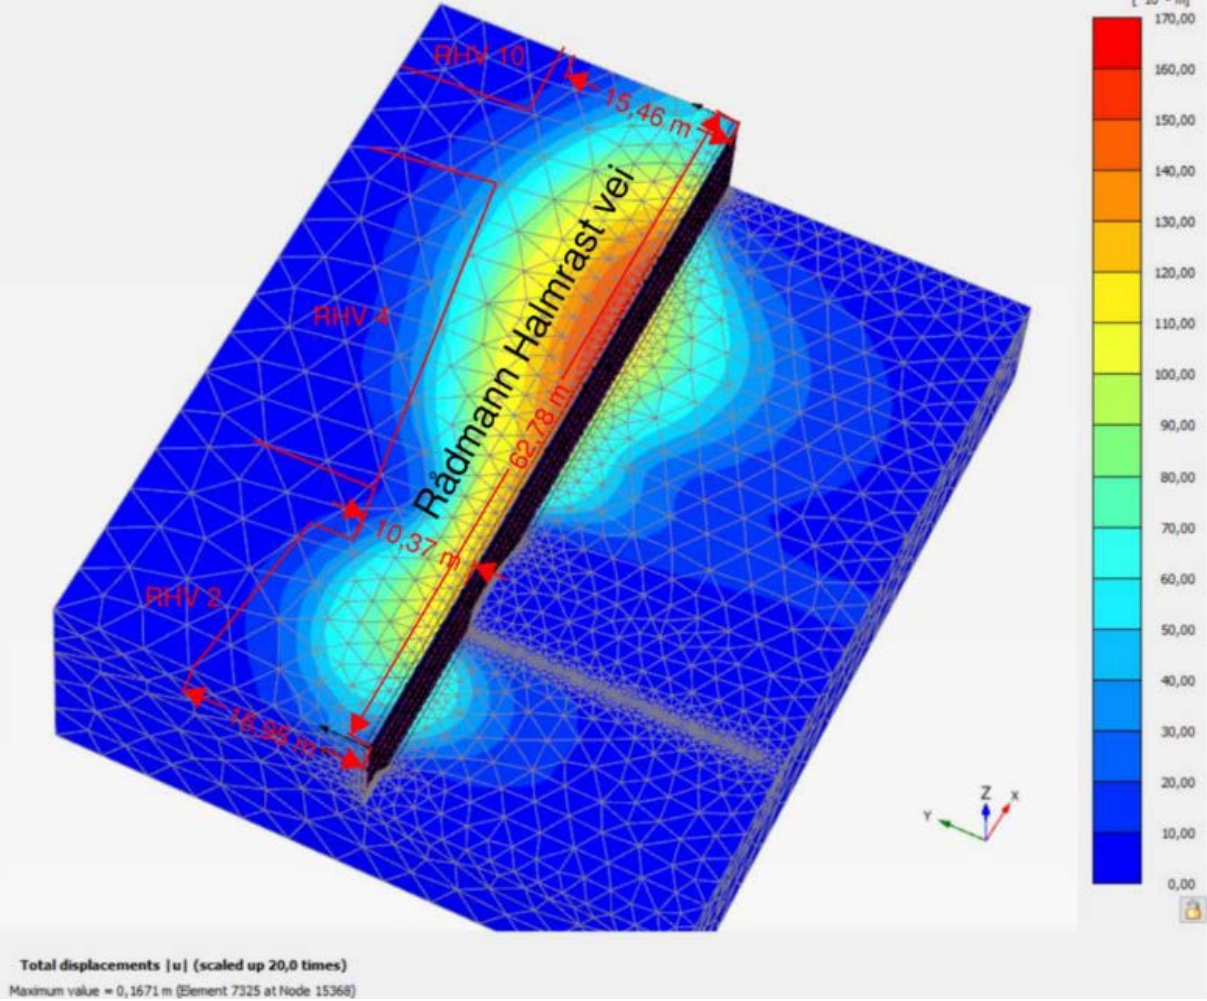 170,00
RHV 10
160,00
15,46 m
150,00
140,00
130,00
Rådmann Halmrast vei
120,00
110,00
RHV 4
100,00
62,78 m
90,00
80,00
10,37 m
70,00
RHV 2
60,00
50,00
16,95 m
40,00
30,00
Z X
Y
20,00
10,00
0,00
Total displacements |u| (scaled up 20,0 times)
Maximum value = 0,1671 m (Element 7325 at Node 15368)